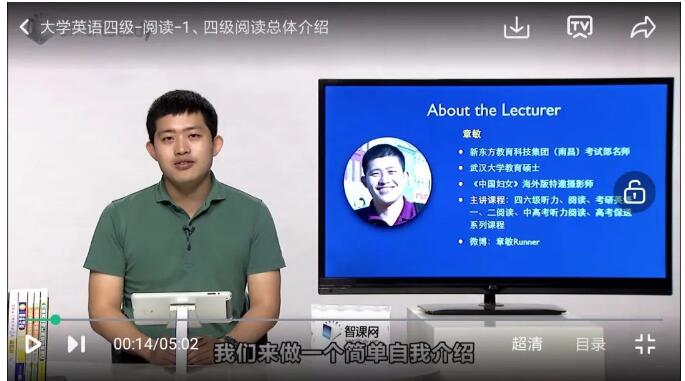 大学英语四级-阅读-1、四级阅读总体介绍
TV
About the Lecturer
章敏
新东方教育科技集团（南昌）考试部名师
武汉大学教育硕士
《中国妇女》海外版特邀摄影师
主讲课程：四六级听力、阅读、考研英
一、二阅读、中高考听力阅读、高考保送
系列课程
微博：章敏Runner
智课网
00:14/05:02
我们来做一个简单自我介绍
超清
目录